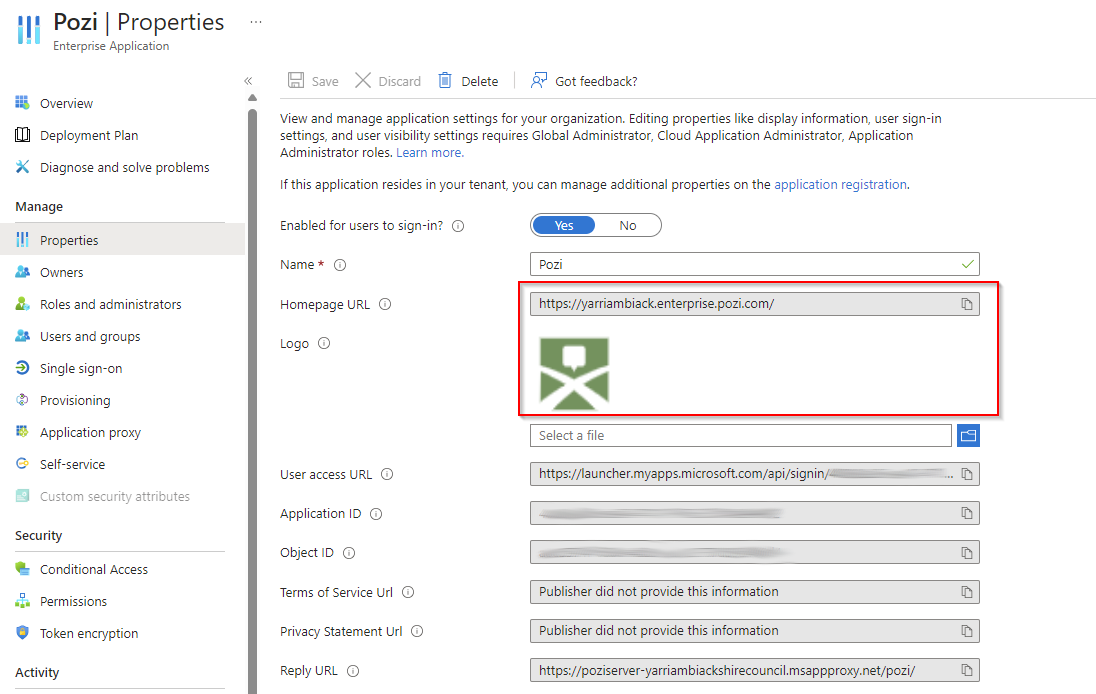 Pozi | Properties ...
Enterprise Application
«
Overview
Deployment Plan
Diagnose and solve problems
Manage
Properties
Owners
Roles and administrators
Users and groups
Single sign-on
Provisioning
Application proxy
Self-service
Custom security attributes
Security
Conditional Access
Permissions
Token encryption
Activity
Save Discard Delete Got feedback?
View and manage application settings for your organization. Editing properties like display information, user sign-in
settings, and user visibility settings requires Global Administrator, Cloud Application Administrator, Application
Administrator roles. Learn more.
If this application resides in your tenant, you can manage additional properties on the application registration.
Enabled for users to sign-in? Yes No
Name * Pozi
Homepage URL https://yarriambiack.enterprise.pozi.com/
Logo
Select a file
User access URL https://launcher.myapps.microsoft.com/api/signin/ ...
Application ID
Object ID
Terms of Service Url Publisher did not provide this information
Privacy Statement Url Publisher did not provide this information
Reply URL https://poziserver-yarriambiackshirecouncil.msappproxy.net/pozi/